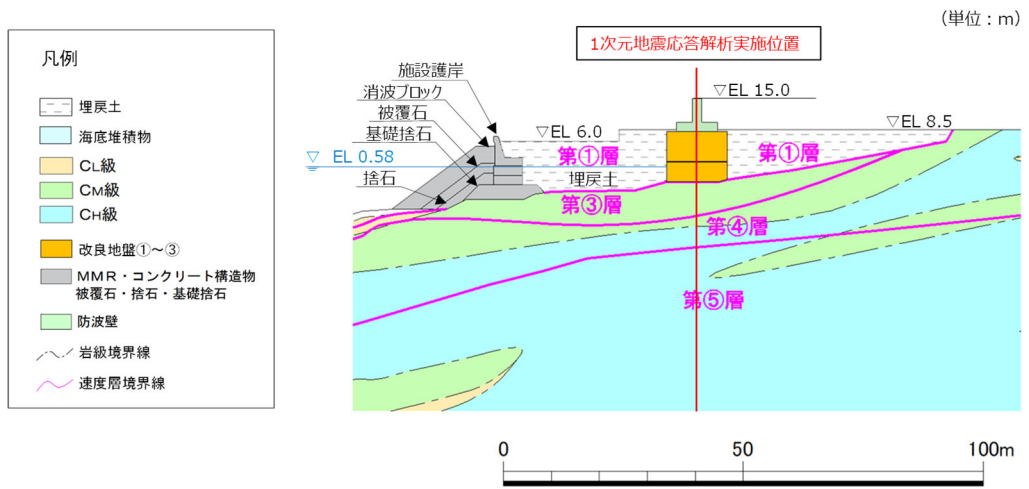 （単位：m）
1次元地震応答解析実施位置
凡例
埋戻土
海底堆積物
CL級
CM級
CH級
改良地盤①～③
MMR・コンクリート構造物
被覆石・捨石・基礎捨石
防波壁
岩級境界線
速度層境界線
施設護岸
消波ブロック
被覆石
基礎捨石
捨石
▽EL 15.0
▽EL 8.5
▽EL 6.0
▽ EL 0.58
第①層
第①層
埋戻土
第③層
第④層
第⑤層
0 50 100m